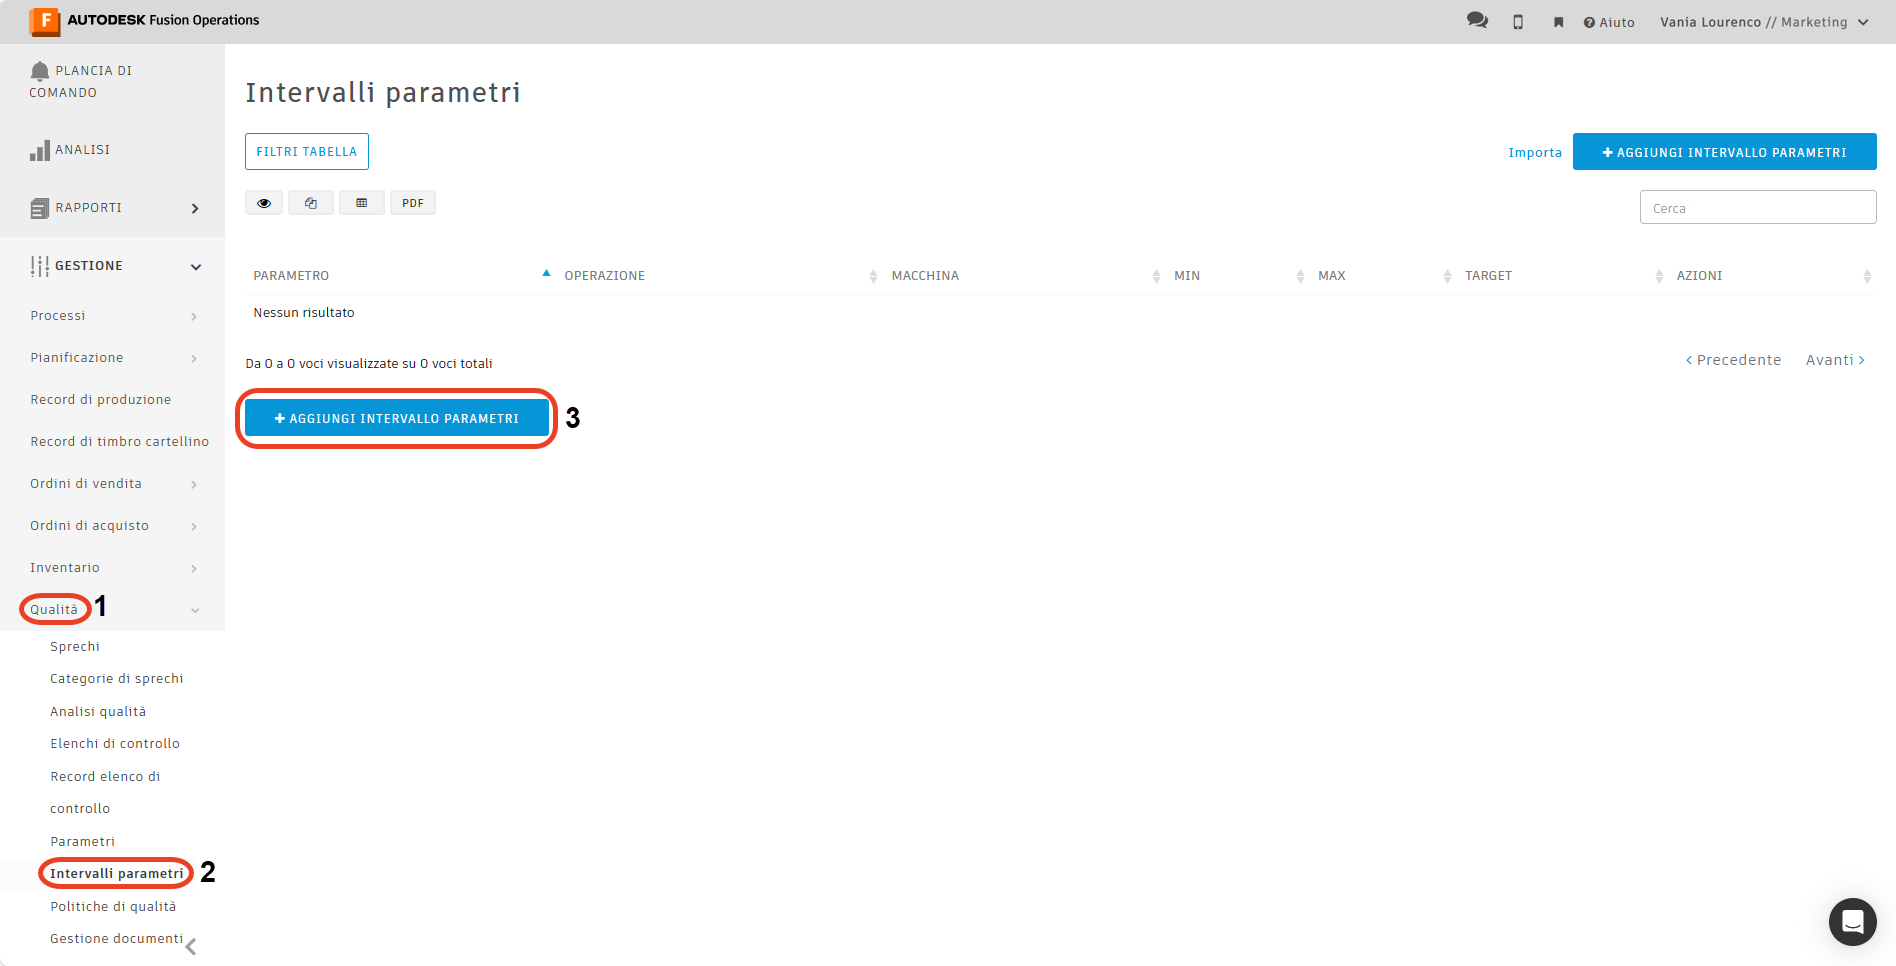 F AUTODESK Fusion Operations
Aiuto
Vania Lourenco // Marketing
PLANCIA DI
COMANDO
ANALISI
RAPPORTI
GESTIONE
Processi
Pianificazione
Record di produzione
Record di timbro cartellino
Ordini di vendita
Ordini di acquisto
Inventario
Qualità 1
Sprechi
Categorie di sprechi
Analisi qualità
Elenchi di controllo
Record elenco di
controllo
Parametri
Intervalli parametri 2
Politiche di qualità
Gestione documenti
Intervalli parametri
FILTRI TABELLA
Importa
+ AGGIUNGI INTERVALLO PARAMETRI
PDF
Cerca
PARAMETRO OPERAZIONE MACCHINA MIN MAX TARGET AZIONI
Nessun risultato
Da 0 a 0 voci visualizzate su 0 voci totali
‹ Precedente Avanti ›
+ AGGIUNGI INTERVALLO PARAMETRI 3